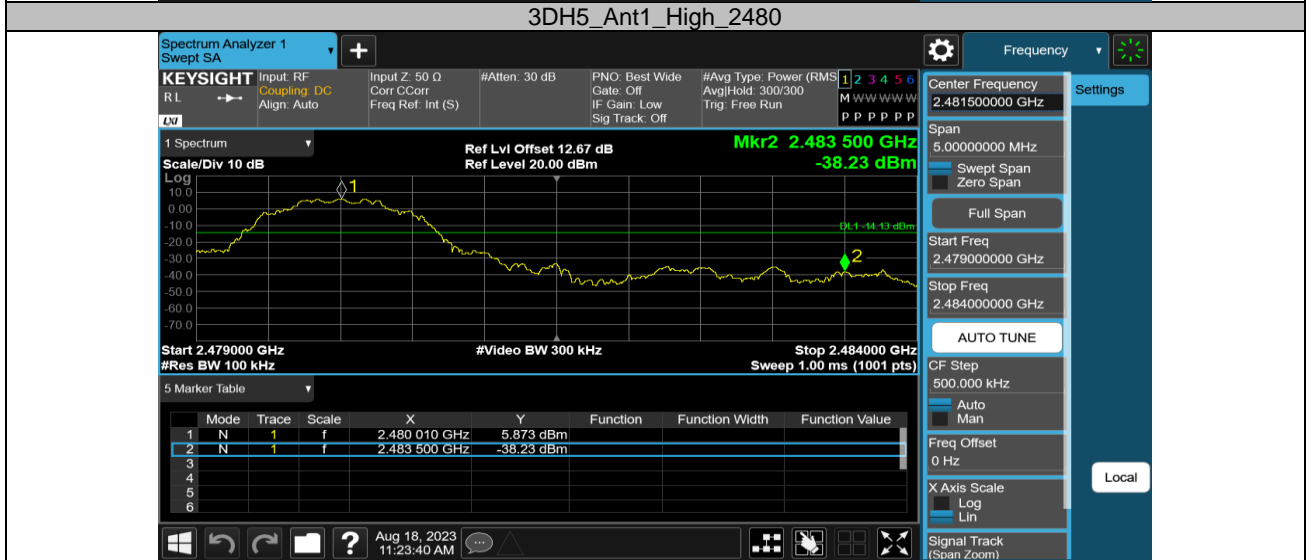 3DH5_Ant1_High_2480
Spectrum Analyzer 1
Swept SA
Frequency
KEYSIGHT
RL
LXI
Input: RF
Coupling: DC
Align: Auto
Input Z: 50 Ω
Corr CCorr
Freq Ref: Int (S)
#Atten: 30 dB
PNO: Best Wide
Gate: Off
IF Gain: Low
Sig Track: Off
#Avg Type: Power (RMS
Avg|Hold: 300/300
Trig: Free Run
1 2 3 4 5 6
M W W W W W
P P P P P P
1 Spectrum
Scale/Div 10 dB
Ref Lvl Offset 12.67 dB
Ref Level 20.00 dBm
Mkr2 2.483 500 GHz
-38.23 dBm
Log
10.0
0.00
-10.0
-20.0
-30.0
-40.0
-50.0
-60.0
-70.0
1
DL1 -14.13 dBm
2
Start 2.479000 GHz
#Video BW 300 kHz
Stop 2.484000 GHz
#Res BW 100 kHz
Sweep 1.00 ms (1001 pts)
5 Marker Table
Mode Trace Scale X Y Function Function Width Function Value
1 N 1 f 2.480 010 GHz 5.873 dBm
2 N 1 f 2.483 500 GHz -38.23 dBm
3
4
5
6
Aug 18, 2023
11:23:40 AM
Center Frequency
2.481500000 GHz
Settings
Span
5.00000000 MHz
Swept Span
Zero Span
Full Span
Start Freq
2.479000000 GHz
Stop Freq
2.484000000 GHz
AUTO TUNE
CF Step
500.000 kHz
Auto
Man
Freq Offset
0 Hz
Local
X Axis Scale
Log
Lin
Signal Track
(Span Zoom)